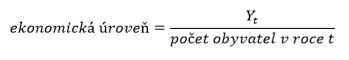 ekonomická úroveň = Y_t / počet obyvatel v roce t